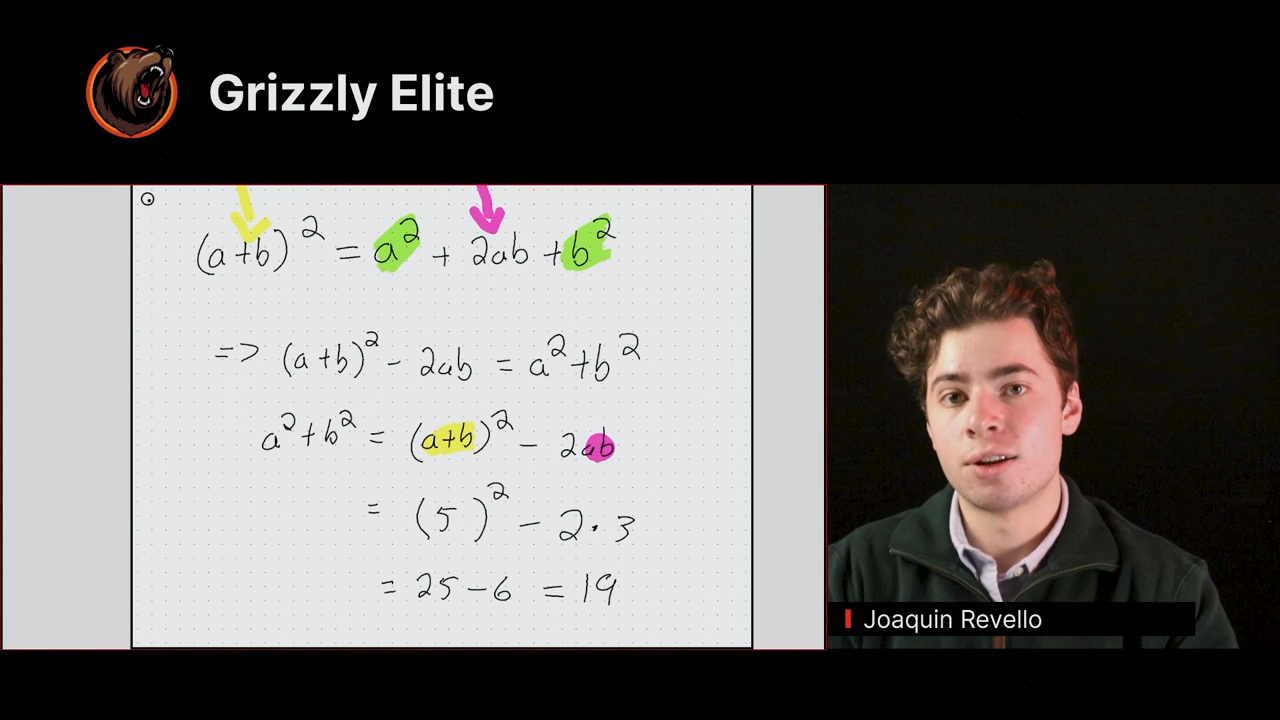 Grizzly Elite
(a+b)² = a² + 2ab + b²
=> (a+b)² - 2ab = a² + b²
a² + b² = (a+b)² - 2ab
= (5)² - 2 · 3
= 25 - 6 = 19
Joaquin Revello